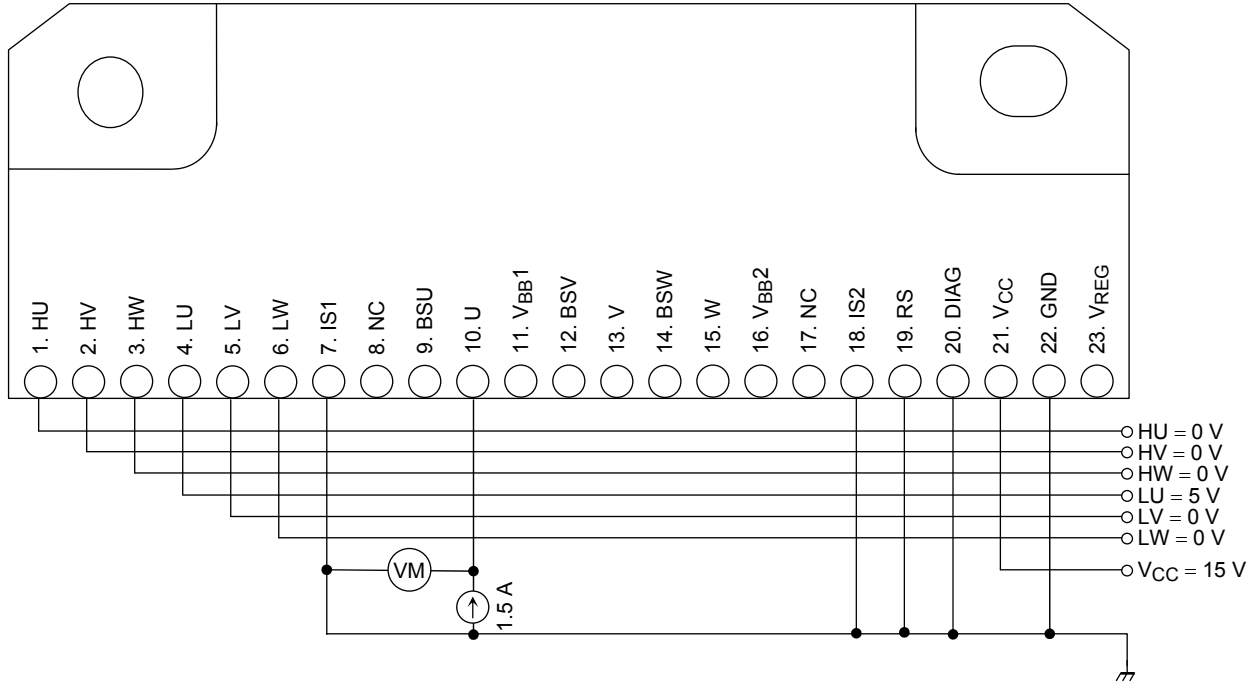 1. HU
2. HV
3. HW
4. LU
5. LV
6. LW
7. IS1
8. NC
9. BSU
10. U
11. VBB1
12. BSV
13. V
14. BSW
15. W
16. VBB2
17. NC
18. IS2
19. RS
20. DIAG
21. VCC
22. GND
23. VREG
HU = 0 V
HV = 0 V
HW = 0 V
LU = 5 V
LV = 0 V
LW = 0 V
VCC = 15 V
VM
1.5 A